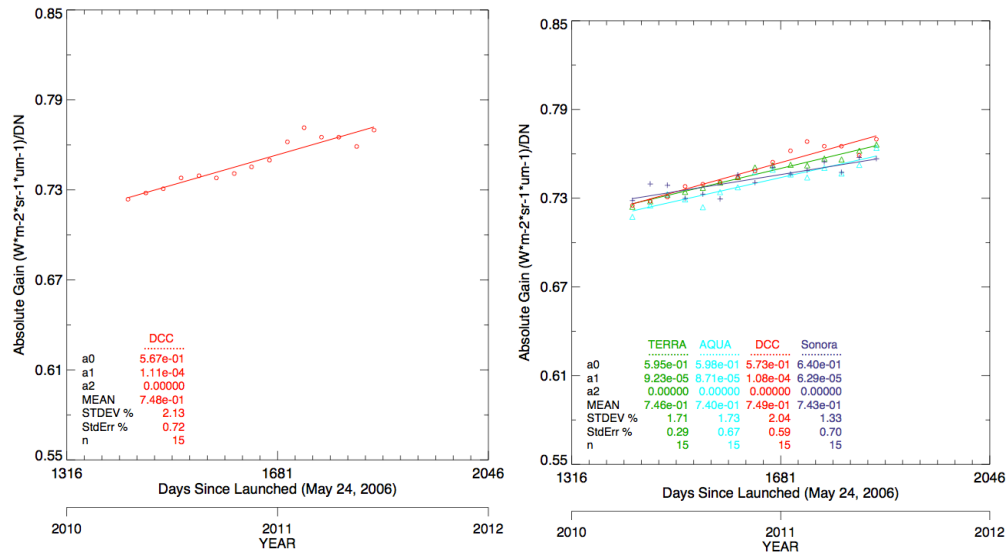 0.85
0.79
0.73
0.67
0.61
0.55
Absolute Gain (W*m-2*sr-1*um-1)/DN
DCC
a0 5.67e-01
a1 1.11e-04
a2 0.00000
MEAN 7.48e-01
STDEV % 2.13
StdErr % 0.72
n 15
1316 1681 2046
Days Since Launched (May 24, 2006)
2010 2011 2012
YEAR
0.85
0.79
0.73
0.67
0.61
0.55
Absolute Gain (W*m-2*sr-1*um-1)/DN
TERRA AQUA DCC Sonora
a0 5.95e-01 5.98e-01 5.73e-01 6.40e-01
a1 9.23e-05 8.71e-05 1.08e-04 6.29e-05
a2 0.00000 0.00000 0.00000 0.00000
MEAN 7.46e-01 7.40e-01 7.49e-01 7.43e-01
STDEV % 1.71 1.73 2.04 1.33
StdErr % 0.29 0.67 0.59 0.70
n 15 15 15 15
1316 1681 2046
Days Since Launched (May 24, 2006)
2010 2011 2012
YEAR